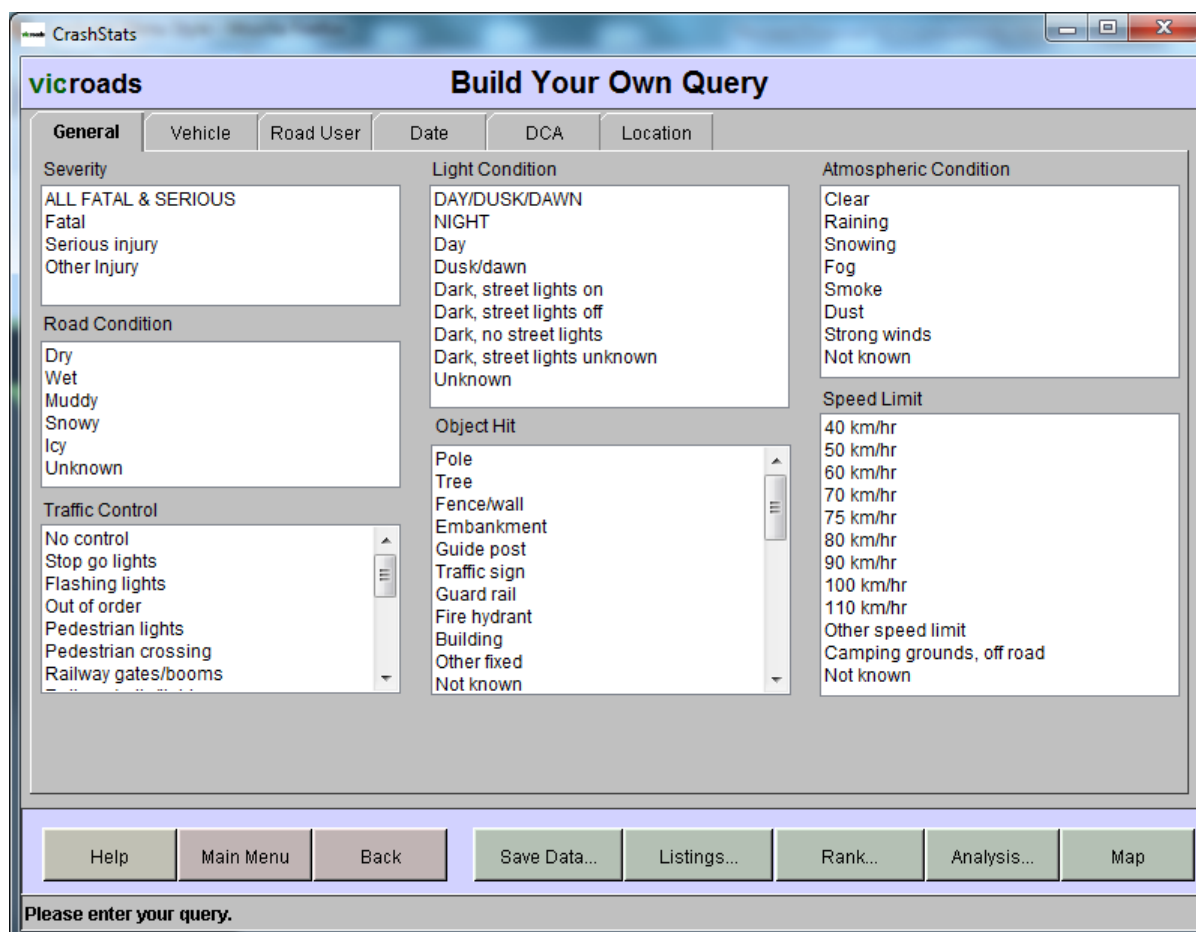 CrashStats
vicroads
Build Your Own Query
General
Vehicle
Road User
Date
DCA
Location
Severity
ALL FATAL & SERIOUS
Fatal
Serious injury
Other Injury
Road Condition
Dry
Wet
Muddy
Snowy
Icy
Unknown
Traffic Control
No control
Stop go lights
Flashing lights
Out of order
Pedestrian lights
Pedestrian crossing
Railway gates/booms
Light Condition
DAY/DUSK/DAWN
NIGHT
Day
Dusk/dawn
Dark, street lights on
Dark, street lights off
Dark, no street lights
Dark, street lights unknown
Unknown
Object Hit
Pole
Tree
Fence/wall
Embankment
Guide post
Traffic sign
Guard rail
Fire hydrant
Building
Other fixed
Not known
Atmospheric Condition
Clear
Raining
Snowing
Fog
Smoke
Dust
Strong winds
Not known
Speed Limit
40 km/hr
50 km/hr
60 km/hr
70 km/hr
75 km/hr
80 km/hr
90 km/hr
100 km/hr
110 km/hr
Other speed limit
Camping grounds, off road
Not known
Help
Main Menu
Back
Save Data...
Listings...
Rank...
Analysis...
Map
Please enter your query.